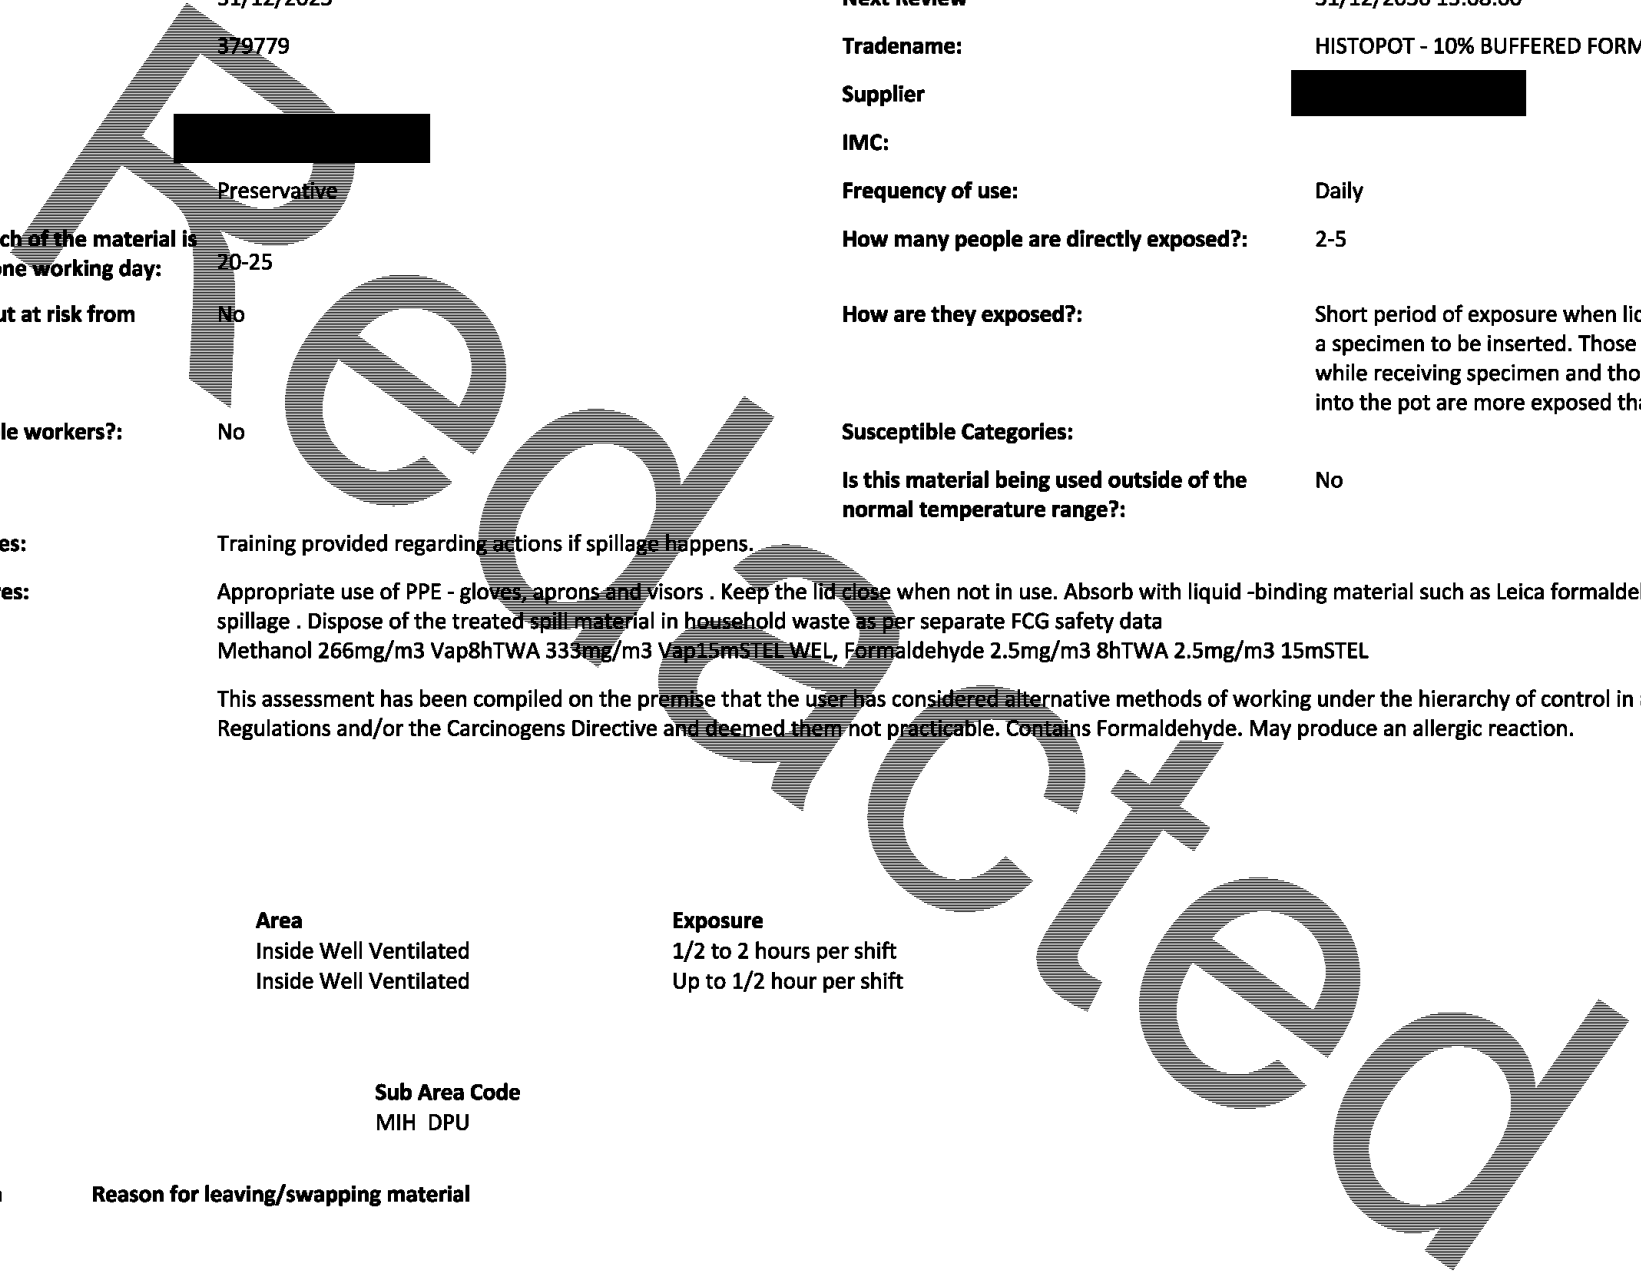 379779
Tradename:
HISTOPOT - 10% BUFFERED FORM
Supplier
IMC:
Preservative
Frequency of use:
Daily
ch of the material is
one working day:
20-25
How many people are directly exposed?:
2-5
ut at risk from
No
How are they exposed?:
Short period of exposure when lic
a specimen to be inserted. Those
while receiving specimen and tho
into the pot are more exposed tha
le workers?:
No
Susceptible Categories:
Is this material being used outside of the
normal temperature range?:
No
es:
Training provided regarding actions if spillage happens.
res:
Appropriate use of PPE - gloves, aprons and visors . Keep the lid close when not in use. Absorb with liquid -binding material such as Leica formaldel
spillage . Dispose of the treated spill material in household waste as per separate FCG safety data
Methanol 266mg/m3 Vap8hTWA 333mg/m3 Vap15mSTEL WEL, Formaldehyde 2.5mg/m3 8hTWA 2.5mg/m3 15mSTEL
This assessment has been compiled on the premise that the user has considered alternative methods of working under the hierarchy of control in
Regulations and/or the Carcinogens Directive and deemed them not practicable. Contains Formaldehyde. May produce an allergic reaction.
Area
Exposure
Inside Well Ventilated
1/2 to 2 hours per shift
Inside Well Ventilated
Up to 1/2 hour per shift
Sub Area Code
MIH DPU
Reason for leaving/swapping material
Redacted